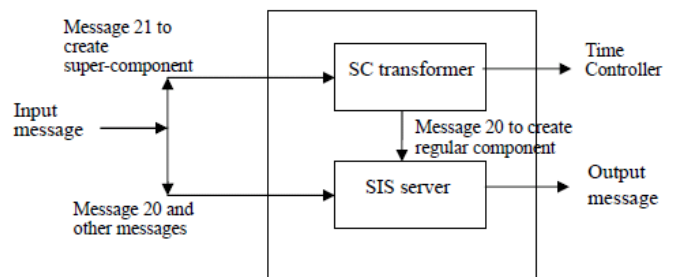 Message 21 to
create
super-component
SC transformer
Time
Controller
Input
message
Message 20 to create
regular component
SIS server
Output
message
Message 20 and
other messages